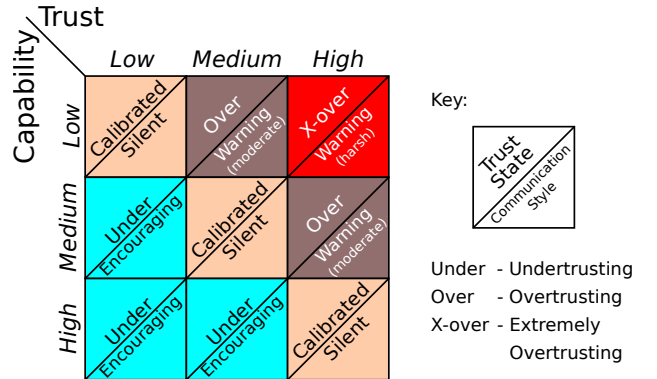 Trust
Capability
Low Medium High
Low
Calibrated
Silent
Over
Warning
(moderate)
X-over
Warning
(harsh)
Medium
Under
Encouraging
Calibrated
Silent
Over
Warning
(moderate)
High
Under
Encouraging
Under
Encouraging
Calibrated
Silent
Key:
Trust
State
Communication
Style
Under - Undertrusting
Over - Overtrusting
X-over - Extremely
Overtrusting